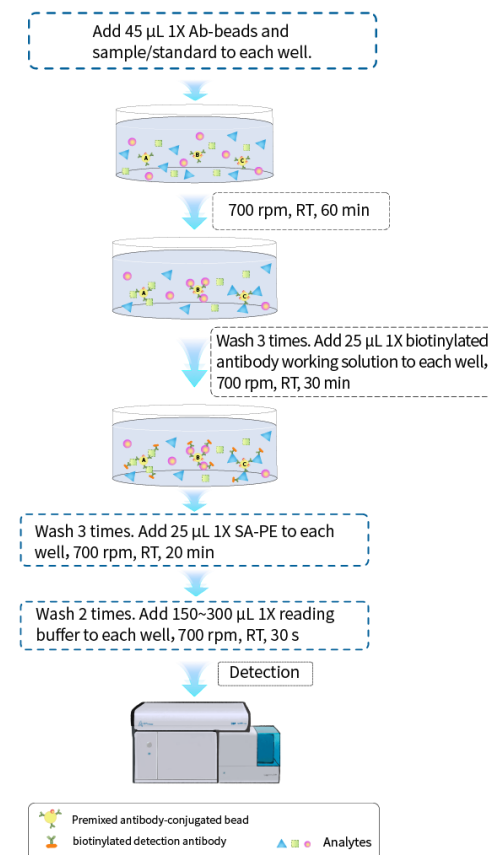 Add 45 μL 1X Ab-beads and
sample/standard to each well.
A
B
C
700 rpm, RT, 60 min
A
B
C
Wash 3 times. Add 25 μL 1X biotinylated
antibody working solution to each well,
700 rpm, RT, 30 min
A
B
C
Wash 3 times. Add 25 μL 1X SA-PE to each
well, 700 rpm, RT, 20 min
Wash 2 times. Add 150~300 μL 1X reading
buffer to each well, 700 rpm, RT, 30 s
Detection
Premixed antibody-conjugated bead
biotinylated detection antibody
Analytes